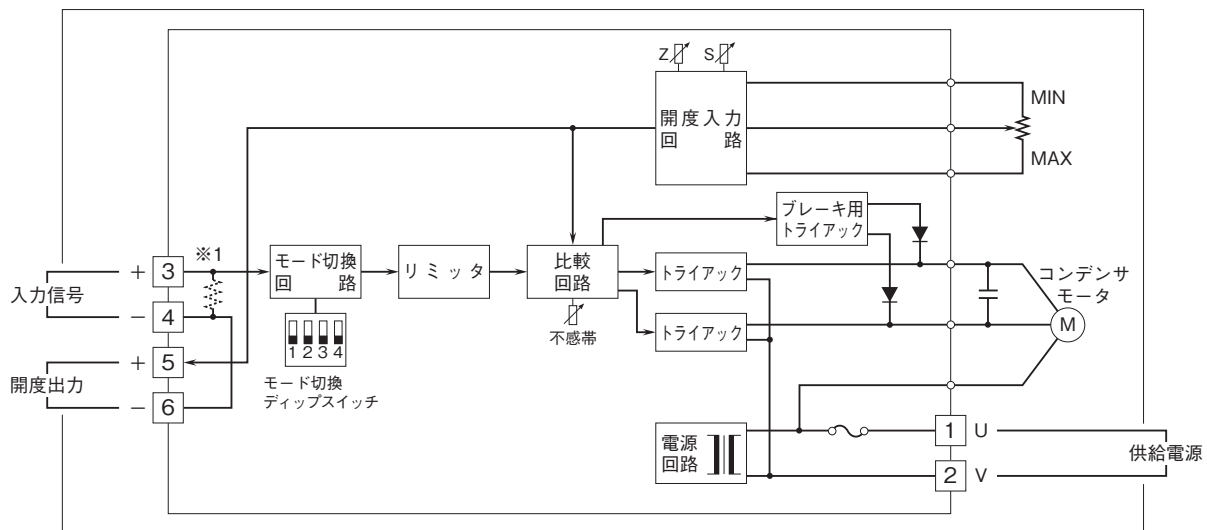 Z
S
開度入力
回路
MIN
MAX
ブレーキ用
トライアック
※1
+
3
入力信号
−
4
モード切換
回路
リミッタ
比較
回路
トライアック
トライアック
不感帯
コンデンサ
モータ
M
1
2
3
4
モード切換
ディップスイッチ
+
5
開度出力
−
6
電源
回路
1
U
供給電源
2
V